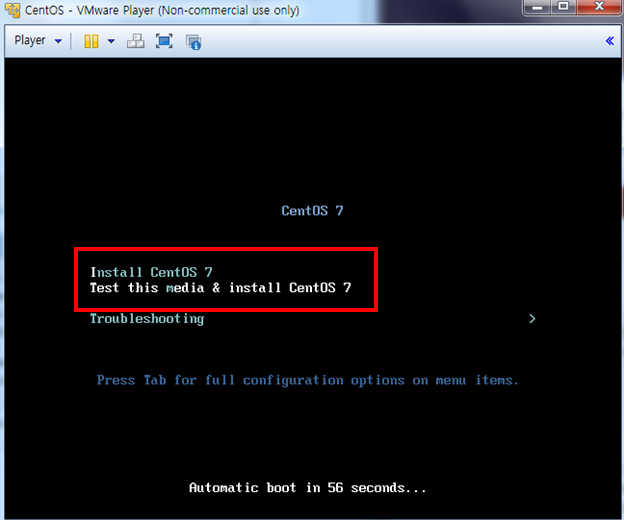 CentOS - VMware Player (Non-commercial use only)
Player
CentOS 7
Install CentOS 7
Test this media & install CentOS 7
Troubleshooting >
Press Tab for full configuration options on menu items.
Automatic boot in 56 seconds...